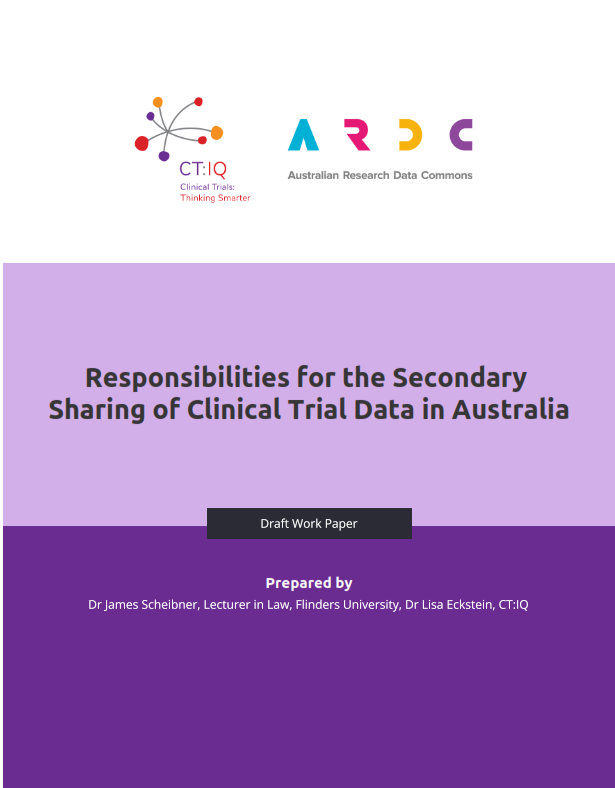 CT:IQ
Clinical Trials:
Thinking Smarter
ARDC
Australian Research Data Commons
Responsibilities for the Secondary
Sharing of Clinical Trial Data in Australia
Draft Work Paper
Prepared by
Dr James Scheibner, Lecturer in Law, Flinders University, Dr Lisa Eckstein, CT:IQ